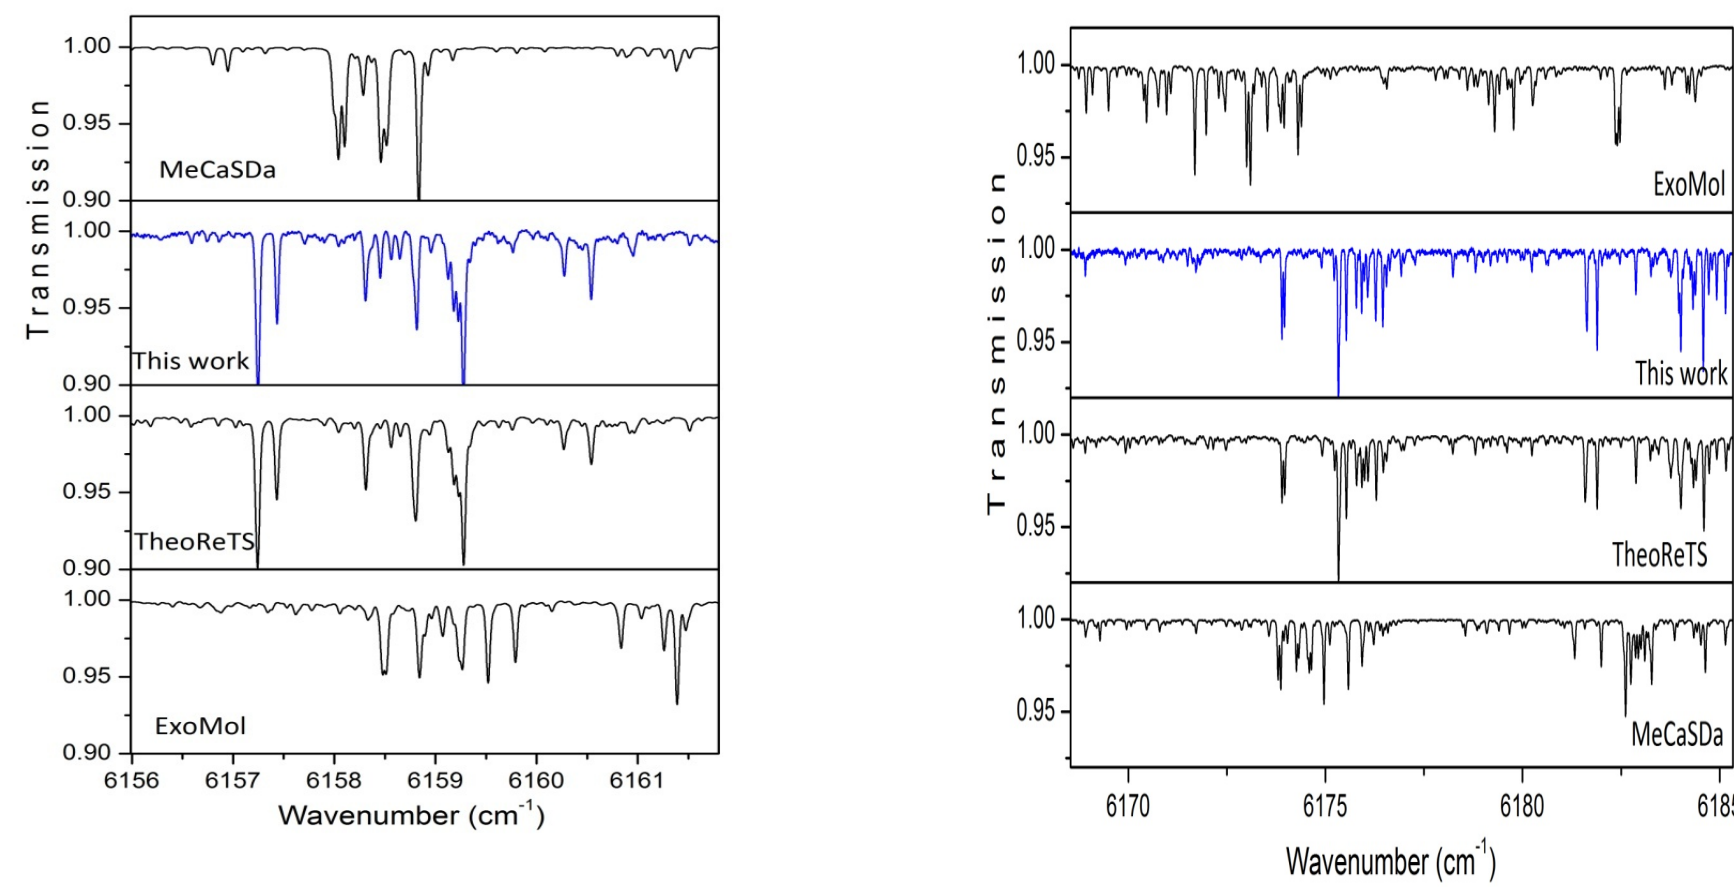 Transmission
1.00
0.95
0.90
MeCaSDa
1.00
0.95
0.90
This work
1.00
0.95
0.90
TheoReTS
1.00
0.95
0.90
ExoMol
6156 6157 6158 6159 6160 6161
Wavenumber (cm-1)
Transmission
1.00
0.95
ExoMol
1.00
0.95
This work
1.00
0.95
TheoReTS
1.00
0.95
MeCaSDa
6170 6175 6180 6185
Wavenumber (cm-1)